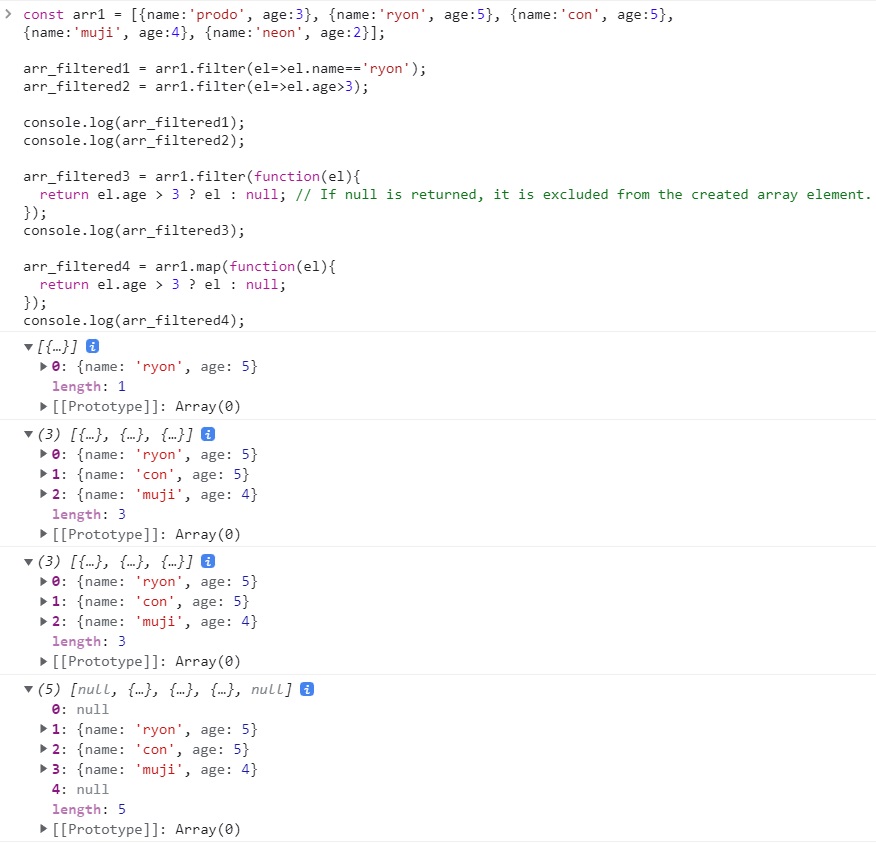 const arr1 = [{name:'prodo', age:3}, {name:'ryon', age:5}, {name:'con', age:5},
{name:'muji', age:4}, {name:'neon', age:2}];
arr_filtered1 = arr1.filter(el=>el.name=='ryon');
arr_filtered2 = arr1.filter(el=>el.age>3);
console.log(arr_filtered1);
console.log(arr_filtered2);
arr_filtered3 = arr1.filter(function(el){
return el.age > 3 ? el : null; // If null is returned, it is excluded from the created array element.
});
console.log(arr_filtered3);
arr_filtered4 = arr1.map(function(el){
return el.age > 3 ? el : null;
});
console.log(arr_filtered4);
[{…}] i
0: {name: 'ryon', age: 5}
length: 1
[[Prototype]]: Array(0)
(3) [{…}, {…}, {…}] i
0: {name: 'ryon', age: 5}
1: {name: 'con', age: 5}
2: {name: 'muji', age: 4}
length: 3
[[Prototype]]: Array(0)
(3) [{…}, {…}, {…}] i
0: {name: 'ryon', age: 5}
1: {name: 'con', age: 5}
2: {name: 'muji', age: 4}
length: 3
[[Prototype]]: Array(0)
(5) [null, {…}, {…}, {…}, null] i
0: null
1: {name: 'ryon', age: 5}
2: {name: 'con', age: 5}
3: {name: 'muji', age: 4}
4: null
length: 5
[[Prototype]]: Array(0)